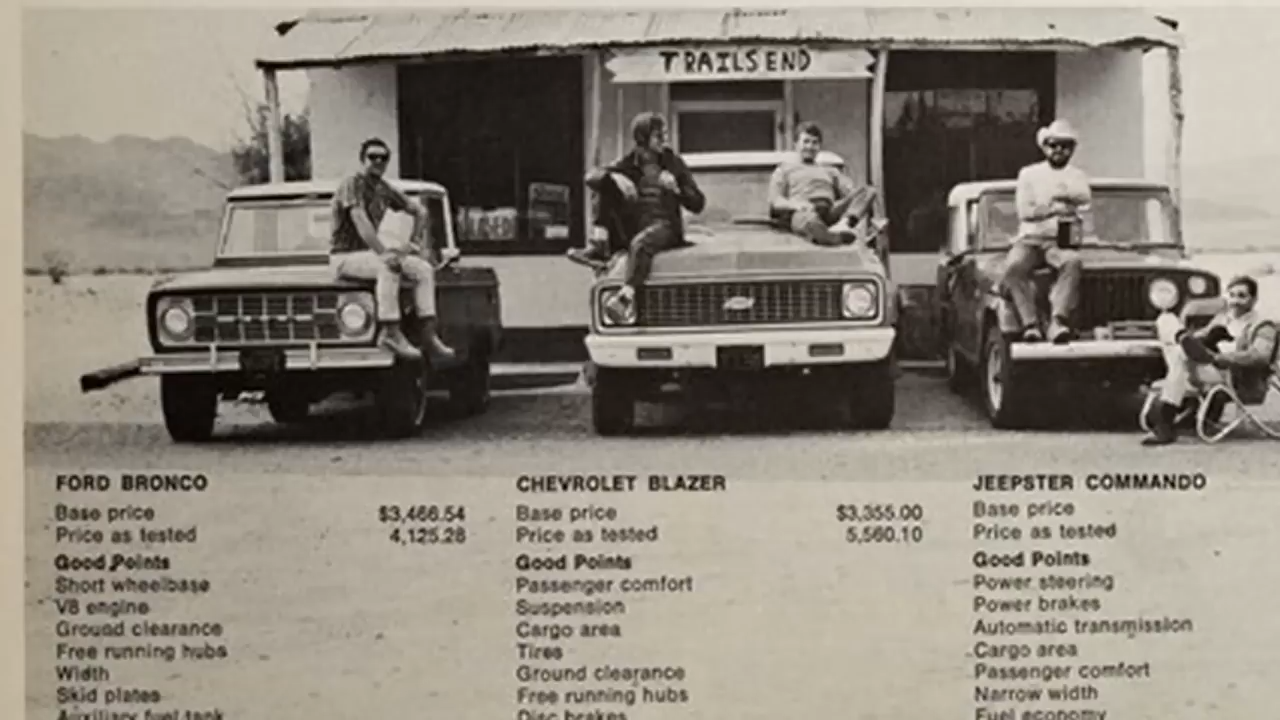 TRAILS END
FORD BRONCO
Base price $3,466.54
Price as tested 4,125.28
Good Points
Short wheelbase
V8 engine
Ground clearance
Free running hubs
Width
Skid plates
Auxiliary fuel tank
CHEVROLET BLAZER
Base price $3,355.00
Price as tested 5,560.10
Good Points
Passenger comfort
Suspension
Cargo area
Tires
Ground clearance
Free running hubs
Disc brakes
JEEPSTER COMMANDO
Base price
Price as tested
Good Points
Power steering
Power brakes
Automatic transmission
Cargo area
Passenger comfort
Narrow width
Fuel economy